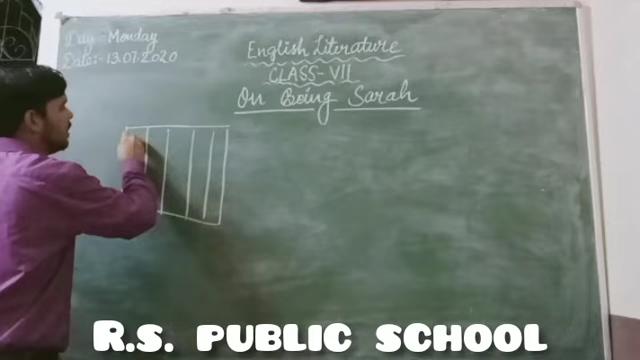 Day:- Monday
Date:- 13.07.2020
English Literature
CLASS-VII
On Being Sarah
R.S. PUBLIC SCHOOL